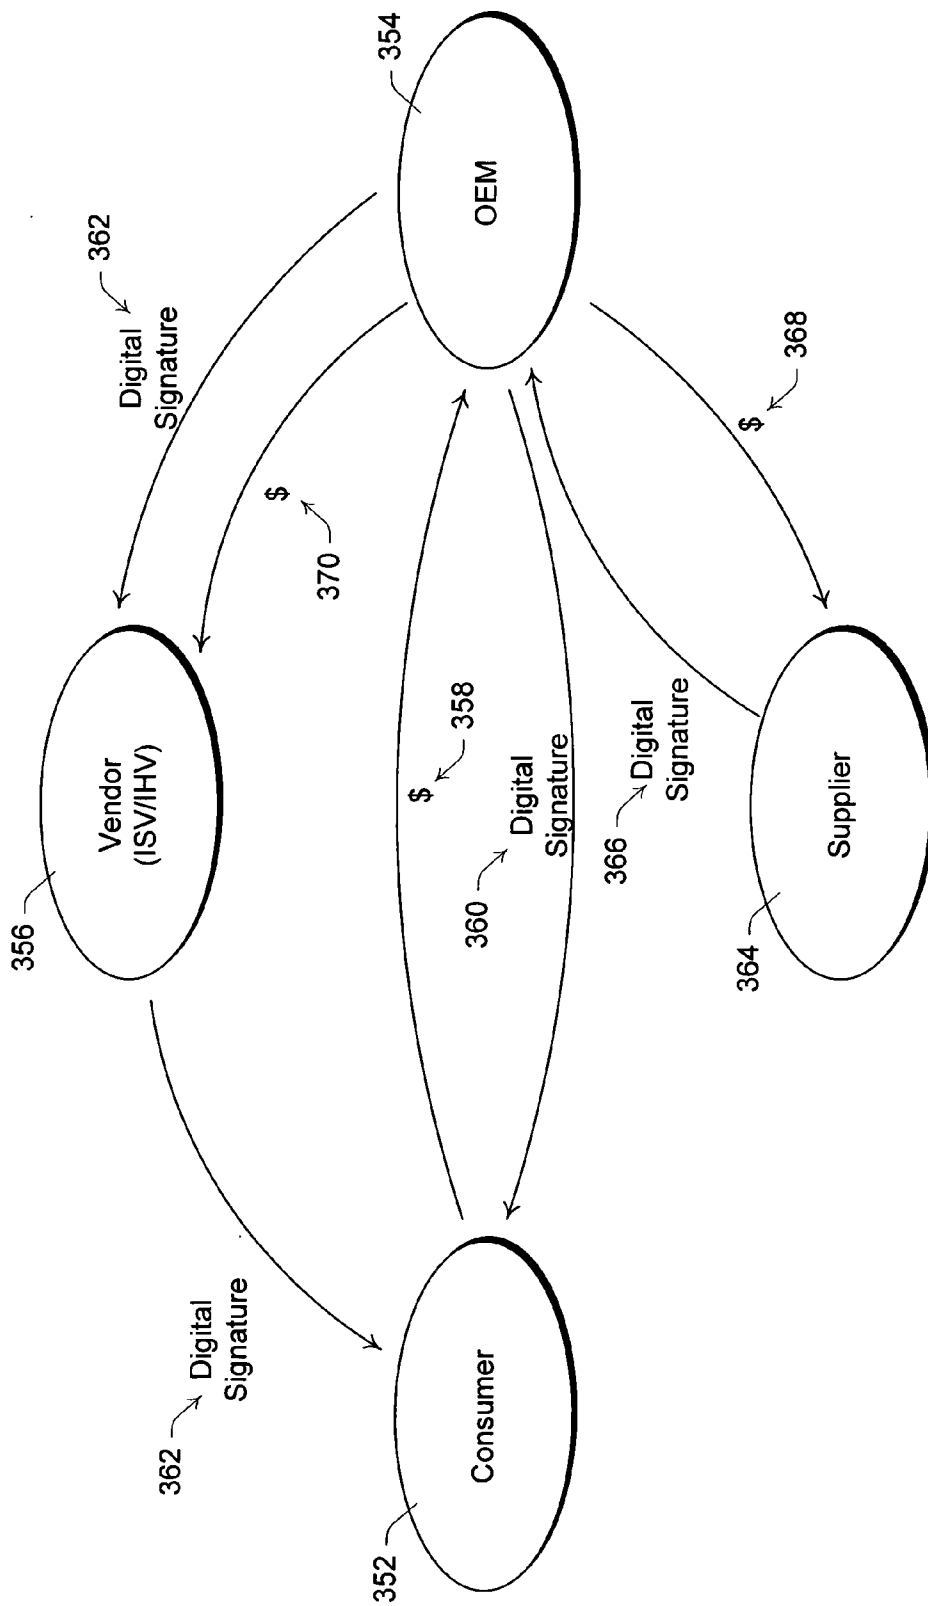 356
Vendor
(ISV/IHV)
Digital
Signature
362
362
Digital
Signature
370
$
352
Consumer
$
358
360
Digital
Signature
OEM
354
366
Digital
Signature
$
368
364
Supplier